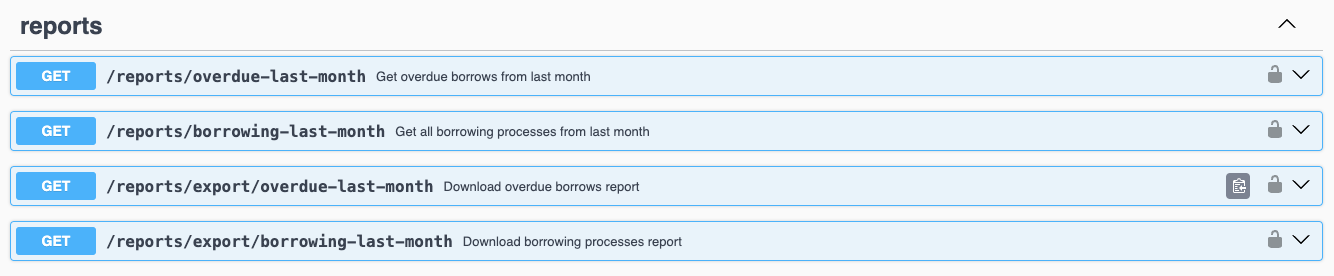 reports
GET /reports/overdue-last-month Get overdue borrows from last month
GET /reports/borrowing-last-month Get all borrowing processes from last month
GET /reports/export/overdue-last-month Download overdue borrows report
GET /reports/export/borrowing-last-month Download borrowing processes report